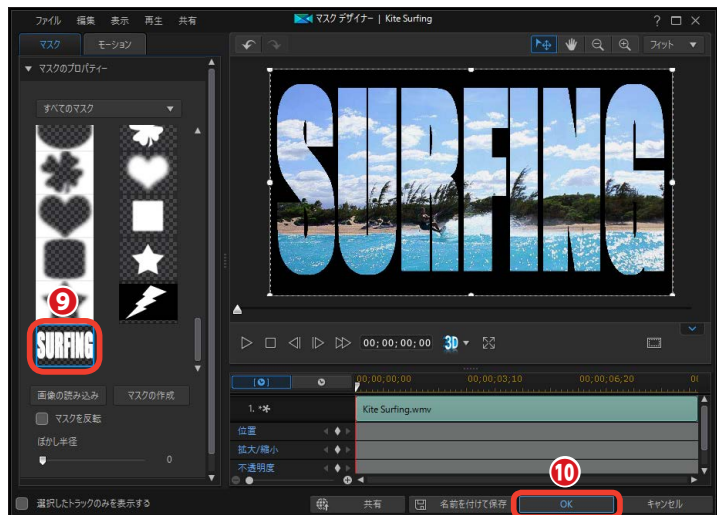 ファイル 編集 表示 再生 共有
マスク デザイナー | Kite Surfing
マスク モーション
マスクのプロパティー
フィット
すべてのマスク
SURFING
⑨
SURFING
00;00;00;00 3D
画像の読み込み マスクの作成
マスクを反転
ぼかし半径
0
00;00;00;00 00;00;03;10 00;00;06;20
1. Kite Surfing.wmv
位置
拡大/縮小
不透明度
⑩
選択したトラックのみを表示する 共有 名前を付けて保存 OK キャンセル